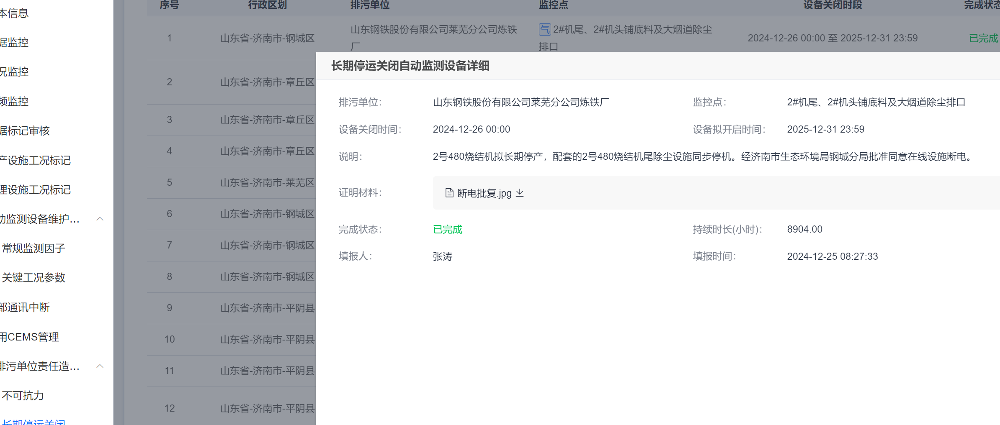 本信息
据监控
况监控
频监控
据标记审核
产设施工况标记
理设施工况标记
动监测设备维护...
常规监测因子
关键工况参数
部通讯中断
用CEMS管理
非污单位责任造...
不可抗力
长期停运关闭
序号 行政区划 排污单位 监控点 设备关闭时段 完成状态
1 山东省-济南市-钢城区 山东钢铁股份有限公司莱芜分公司炼铁厂 气 2#机尾、2#机头铺底料及大烟道除尘排口 2024-12-26 00:00 至 2025-12-31 23:59 已完成
2 山东省-济南市-章丘区
3 山东省-济南市-章丘区
4 山东省-济南市-章丘区
5 山东省-济南市-莱芜区
6 山东省-济南市-钢城区
7 山东省-济南市-钢城区
8 山东省-济南市-钢城区
9 山东省-济南市-平阴县
10 山东省-济南市-平阴县
11 山东省-济南市-平阴县
12 山东省-济南市-平阴县
长期停运关闭自动监测设备详细
排污单位： 山东钢铁股份有限公司莱芜分公司炼铁厂 监控点： 2#机尾、2#机头铺底料及大烟道除尘排口
设备关闭时间： 2024-12-26 00:00 设备拟开启时间： 2025-12-31 23:59
说明： 2号480烧结机拟长期停产，配套的2号480烧结机尾除尘设施同步停机。经济南市生态环境局钢城分局批准同意在线设施断电。
证明材料： 断电批复.jpg
完成状态： 已完成 持续时长(小时)： 8904.00
填报人： 张涛 填报时间： 2024-12-25 08:27:33